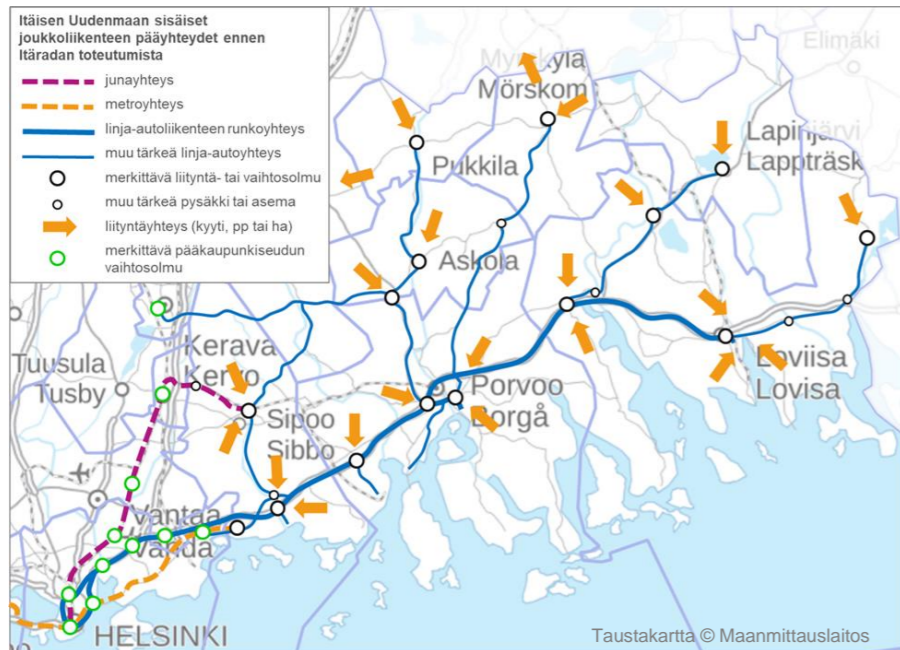 Itäisen Uudenmaan sisäiset
joukkoliikenteen pääyhteydet ennen
Itäradan toteutumista
junayhteys
metroyhteys
linja-autoliikenteen runkoyhteys
muu tärkeä linja-autoyhteys
merkittävä liityntä- tai vaihtosolmu
muu tärkeä pysäkki tai asema
liityntäyhteys (kyyti, pp tai ha)
merkittävä pääkaupunkiseudun
vaihtosolmu
Myrskylä
Mörskom
Elimäki
Lapinjärvi
Lappträsk
Pukkila
Askola
Kerava
Kervo
Tuusula
Tusby
Sipoo
Sibbo
Porvoo
Borgå
Loviisa
Lovisa
Vantaa
Vanda
HELSINKI
Taustakartta © Maanmittauslaitos